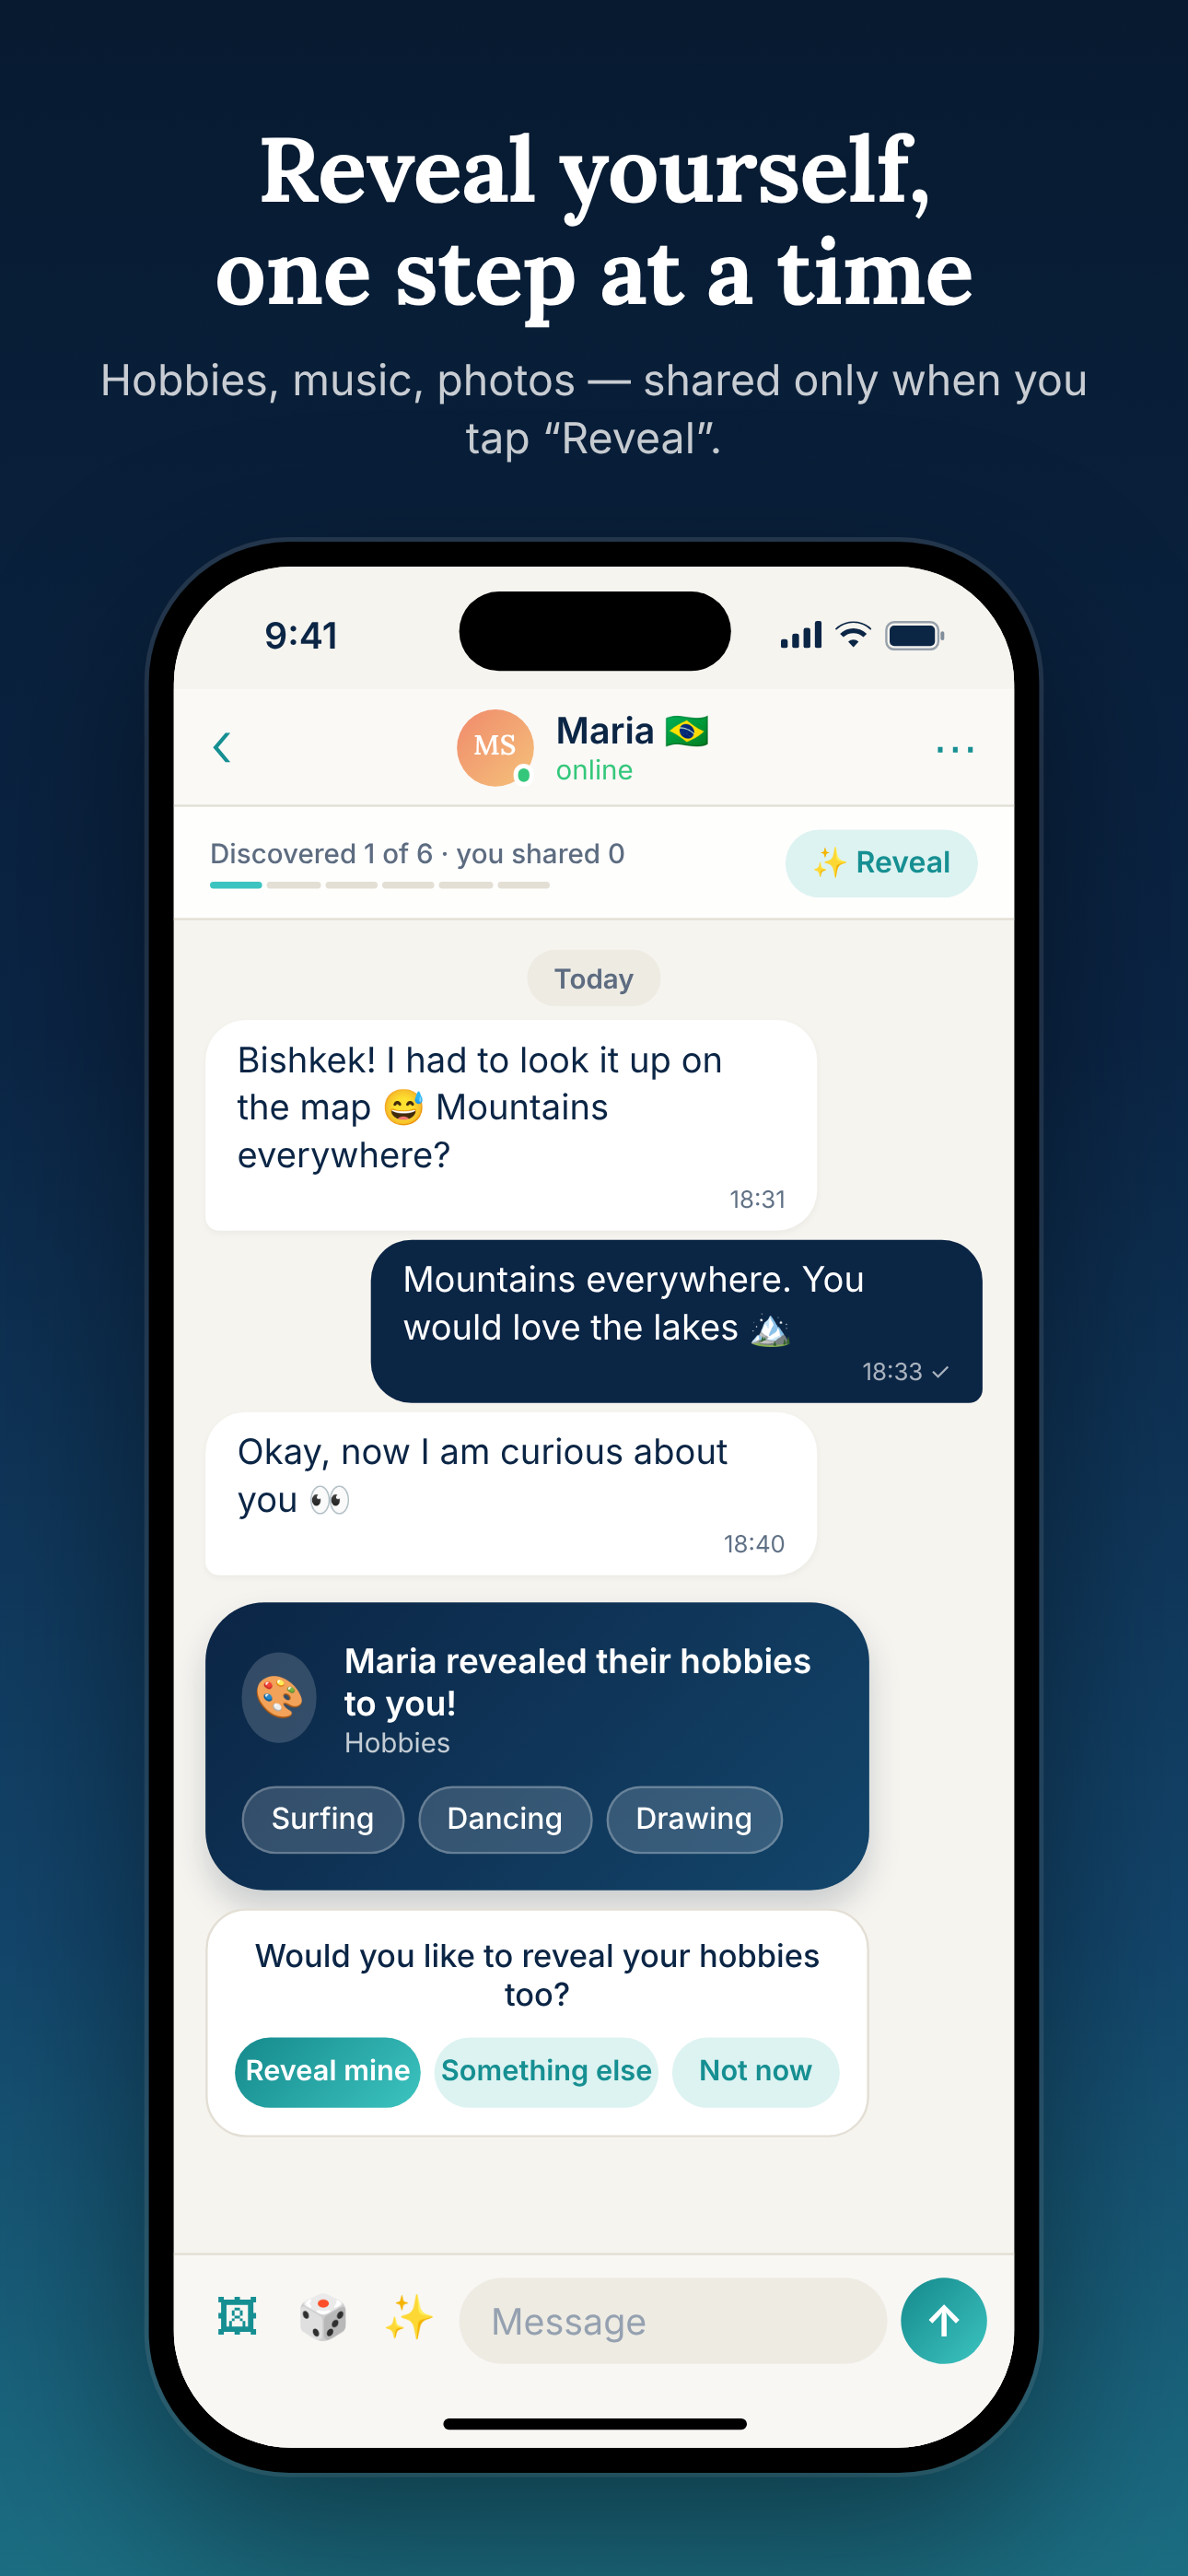 Reveal yourself,
one step at a time
Hobbies, music, photos — shared only when you
tap “Reveal”.
9:41
MS
Maria 🇧🇷
online
...
Discovered 1 of 6 · you shared 0
✨ Reveal
Today
Bishkek! I had to look it up on
the map 😅 Mountains
everywhere?
18:31
Mountains everywhere. You
would love the lakes 🏔️
18:33 ✓
Okay, now I am curious about
you 👀
18:40
Maria revealed their hobbies
to you!
Hobbies
Surfing
Dancing
Drawing
Would you like to reveal your hobbies
too?
Reveal mine
Something else
Not now
Message